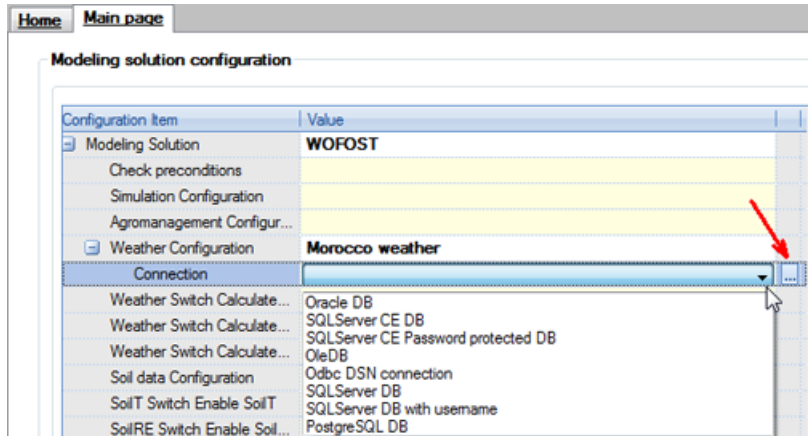 Home Main page
Modeling solution configuration
Configuration Item Value
Modeling Solution WOFOST
Check preconditions
Simulation Configuration
Agromanagement Configur...
Weather Configuration Morocco weather
Connection ...
Weather Switch Calculate... Oracle DB
SQLServer CE DB
Weather Switch Calculate... SQLServer CE Password protected DB
Weather Switch Calculate... OleDB
Soil data Configuration Odbc DSN connection
SQLServer DB
SoilT Switch Enable SoilT SQLServer DB with username
SoilRE Switch Enable Soil... PostgreSQL DB